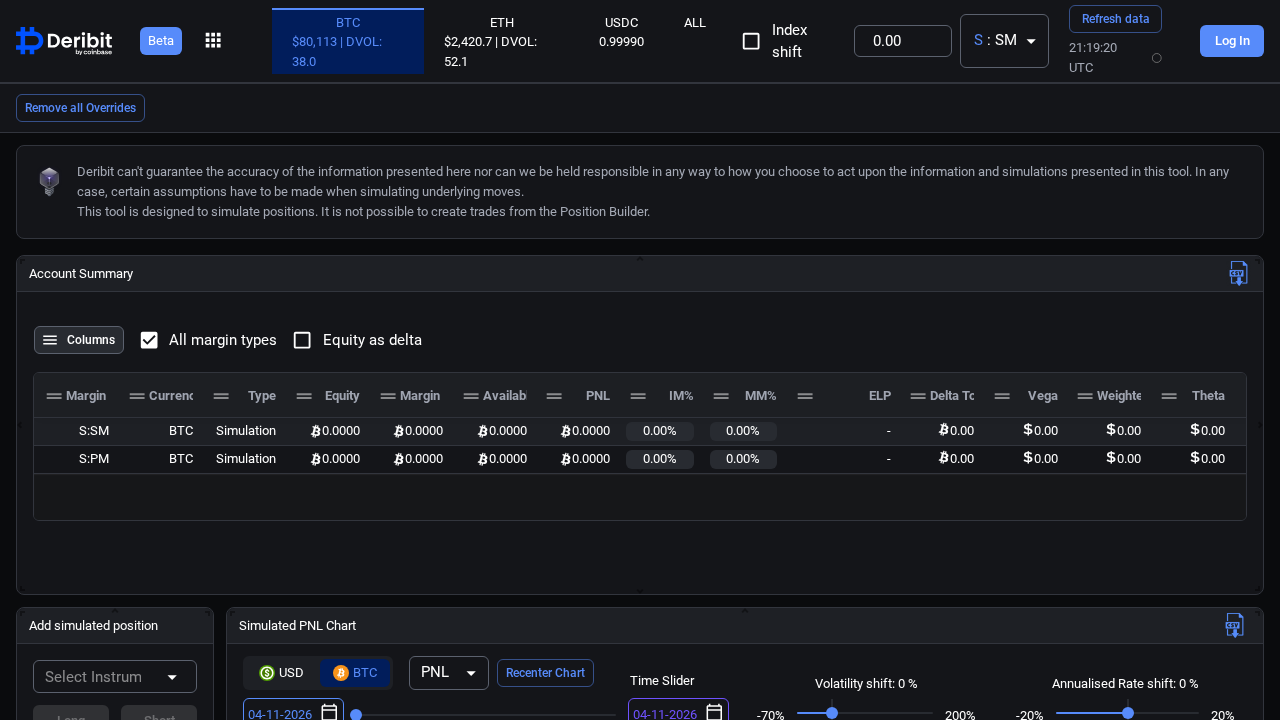 Deribit
by coinbase
Beta
BTC
$80,113 | DVOL:
38.0
ETH
$2,420.7 | DVOL:
52.1
USDC
0.99990
ALL
Index
shift
0.00
S : SM
Refresh data
21:19:20
UTC
Log In
Remove all Overrides
Deribit can't guarantee the accuracy of the information presented here nor can we be held responsible in any way to how you choose to act upon the information and simulations presented in this tool. In any
case, certain assumptions have to be made when simulating underlying moves.
This tool is designed to simulate positions. It is not possible to create trades from the Position Builder.
Account Summary
CSV
Columns
All margin types
Equity as delta
Margin Currenc Type Equity Margin Availab PNL IM% MM% ELP Delta To Vega Weighte Theta
S:SM BTC Simulation ₿0.0000 ₿0.0000 ₿0.0000 ₿0.0000 0.00% 0.00% - ₿0.00 $0.00 $0.00 $0.00
S:PM BTC Simulation ₿0.0000 ₿0.0000 ₿0.0000 ₿0.0000 0.00% 0.00% - ₿0.00 $0.00 $0.00 $0.00
Add simulated position
Select Instrum
Long Short
Simulated PNL Chart
CSV
USD
BTC
PNL
Recenter Chart
04-11-2026
Time Slider
04-11-2026
Volatility shift: 0 %
-70% 200%
Annualised Rate shift: 0 %
-20% 20%